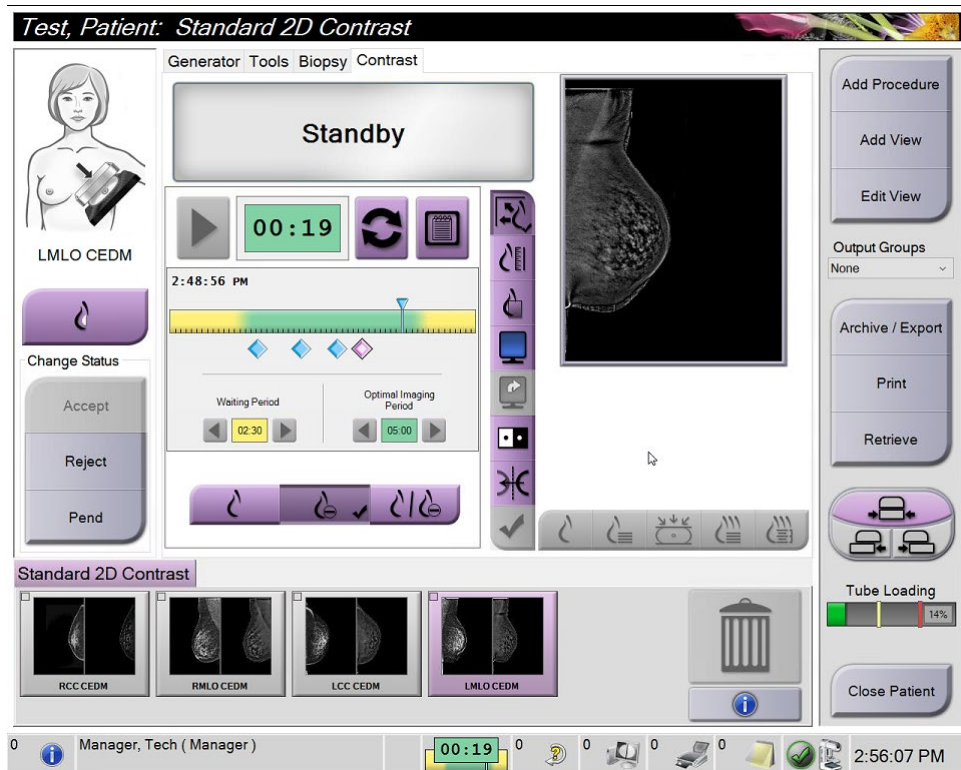 Test, Patient: Standard 2D Contrast
Generator Tools Biopsy Contrast
Standby
LMLO CEDM
00:19
2:48:56 PM
Waiting Period
Optimal Imaging
Period
02:30
05:00
Change Status
Accept
Reject
Pend
Add Procedure
Add View
Edit View
Output Groups
None
Archive / Export
Print
Retrieve
Tube Loading
14%
Close Patient
Standard 2D Contrast
RCC CEDM
RMLO CEDM
LCC CEDM
LMLO CEDM
0
Manager, Tech ( Manager )
00:19
0
0
0
0
2:56:07 PM